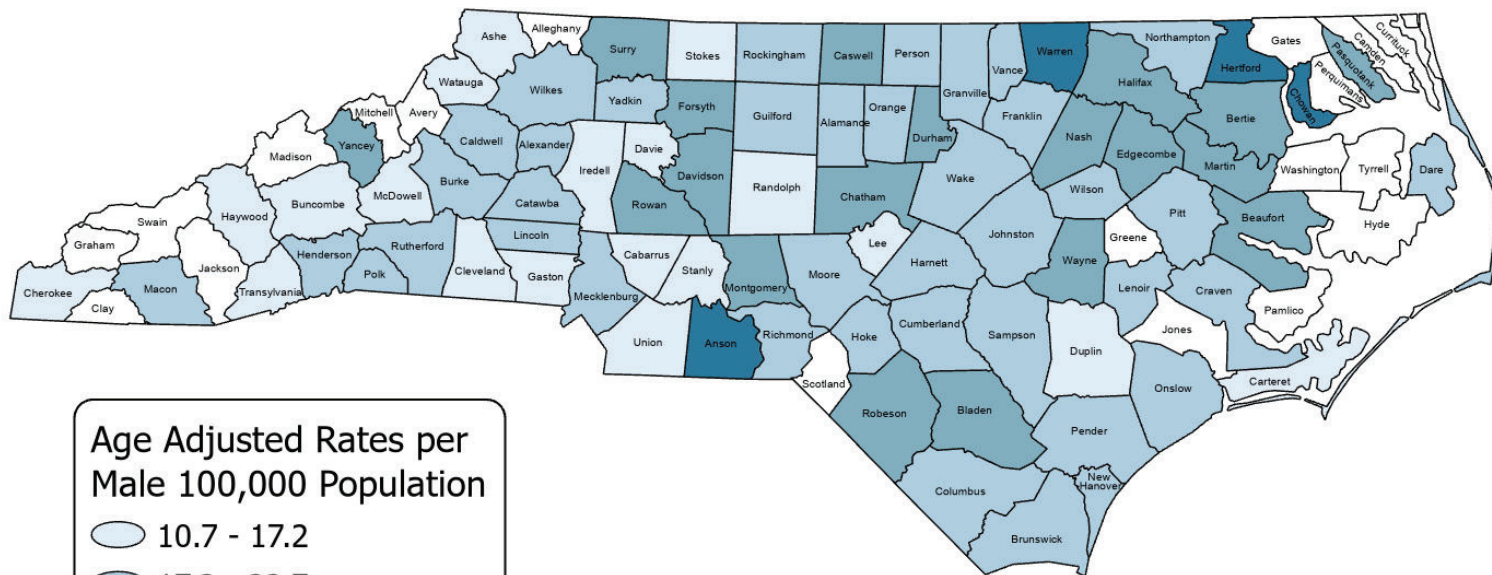 Ashe
Alleghany
Surry
Stokes
Rockingham
Caswell
Person
Granville
Vance
Warren
Northampton
Halifax
Hertford
Gates
Currituck
Camden
Pasquotank
Perquimans
Chowan
Watauga
Wilkes
Yadkin
Forsyth
Guilford
Alamance
Orange
Durham
Franklin
Nash
Edgecombe
Bertie
Martin
Mitchell
Avery
Yancey
Madison
Caldwell
Alexander
Iredell
Davie
Davidson
Randolph
Chatham
Wake
Wilson
Pitt
Washington
Tyrrell
Dare
Burke
McDowell
Buncombe
Haywood
Swain
Graham
Catawba
Rowan
Lincoln
Rutherford
Henderson
Polk
Cleveland
Gaston
Cabarrus
Stanly
Montgomery
Moore
Lee
Harnett
Johnston
Wayne
Greene
Beaufort
Hyde
Lenoir
Craven
Pamlico
Jackson
Macon
Transylvania
Cherokee
Clay
Mecklenburg
Union
Anson
Richmond
Hoke
Cumberland
Sampson
Duplin
Jones
Scotland
Onslow
Carteret
Robeson
Bladen
Pender
Columbus
New
Hanover
Brunswick
Age Adjusted Rates per
Male 100,000 Population
10.7 - 17.2